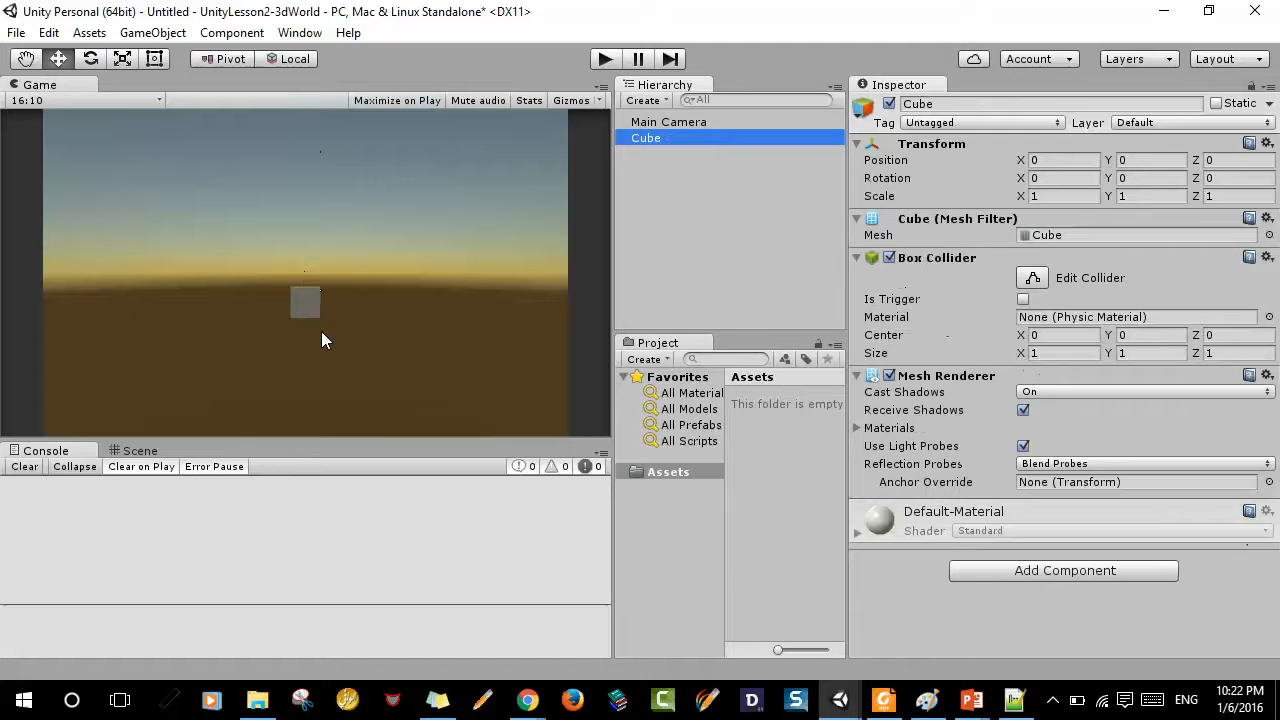 Unity Personal (64bit) - Untitled - UnityLesson2-3dWorld - PC, Mac & Linux Standalone* <DX11>
File Edit Assets GameObject Component Window Help
Pivot Local Account Layers Layout
Game
16:10 Maximize on Play Mute audio Stats Gizmos
Hierarchy
Create All
Main Camera
Cube
Project
Create
Favorites
All Material
All Models
All Prefabs
All Scripts
Assets
Assets
This folder is empty
Console Scene
Clear Collapse Clear on Play Error Pause 0 0 0
Inspector
Cube Static
Tag Untagged Layer Default
Transform
Position X 0 Y 0 Z 0
Rotation X 0 Y 0 Z 0
Scale X 1 Y 1 Z 1
Cube (Mesh Filter)
Mesh Cube
Box Collider
Edit Collider
Is Trigger
Material None (Physic Material)
Center X 0 Y 0 Z 0
Size X 1 Y 1 Z 1
Mesh Renderer
Cast Shadows On
Receive Shadows
Materials
Use Light Probes
Reflection Probes Blend Probes
Anchor Override None (Transform)
Default-Material
Shader Standard
Add Component
ENG
10:22 PM
1/6/2016